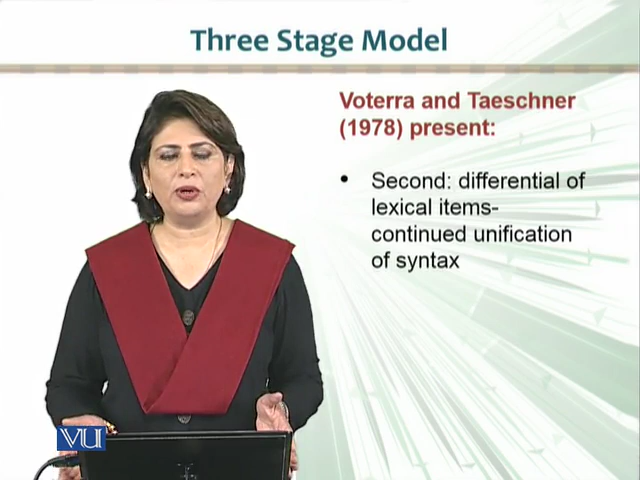 Three Stage Model
Voterra and Taeschner
(1978) present:
• Second: differential of
lexical items-
continued unification
of syntax
VU